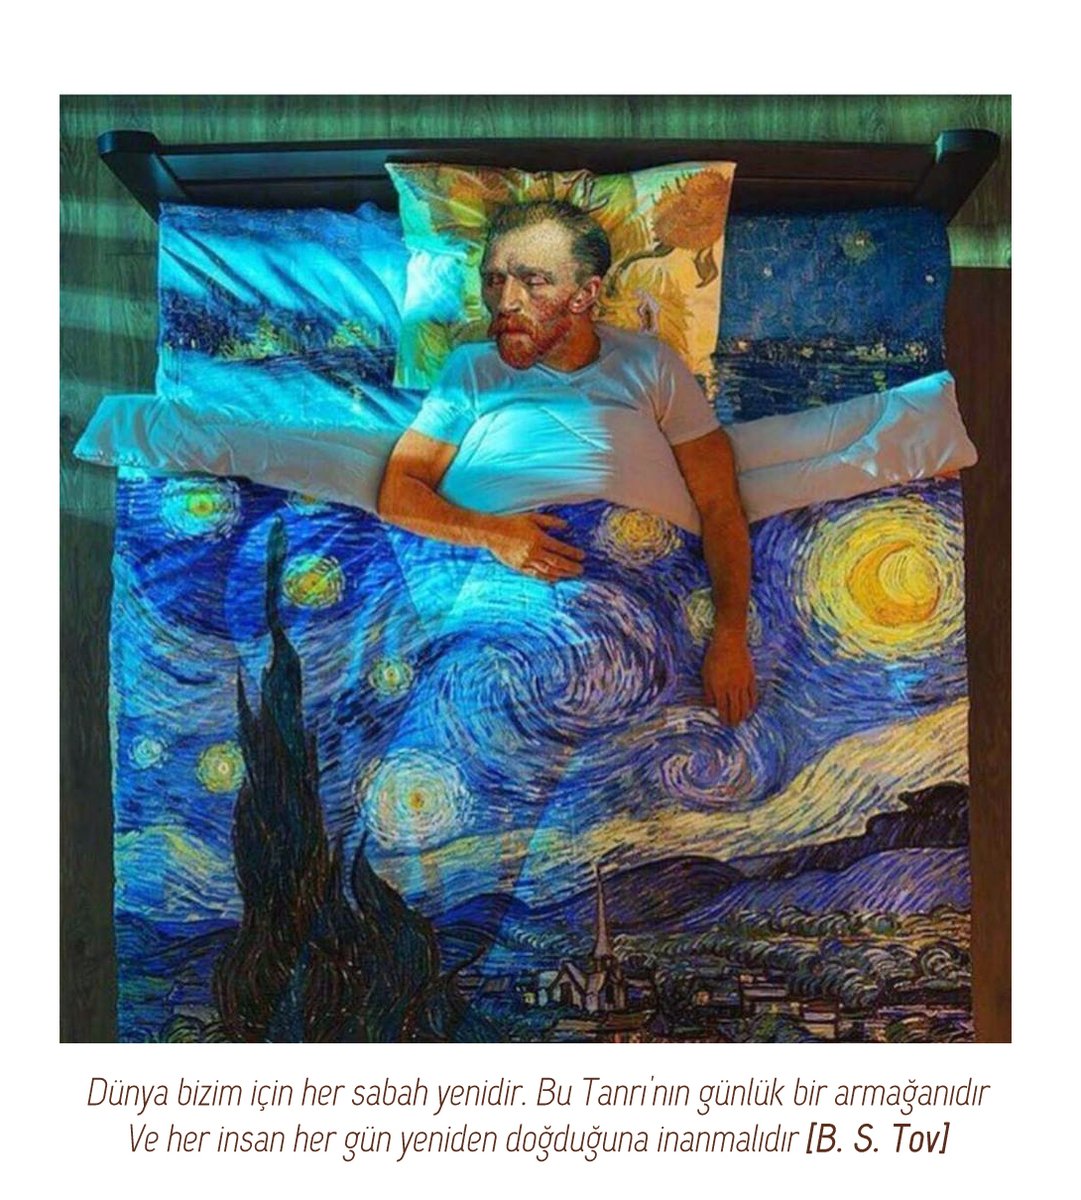 Dünya bizim için her sabah yenidir. Bu Tanrı'nın günlük bir armağanıdır
Ve her insan her gün yeniden doğduğuna inanmalıdır [B. S. Tov]